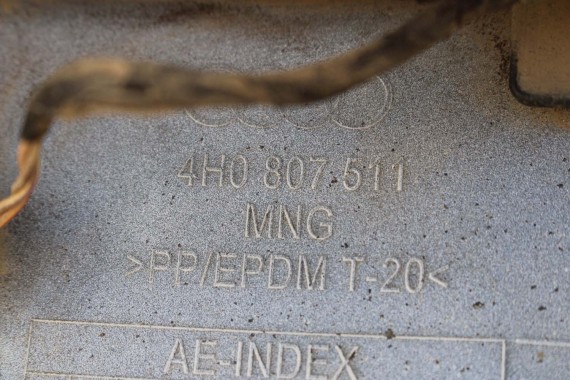 4H0 807 511
MNG
>PP/EPDM T-20<
AE-INDEX